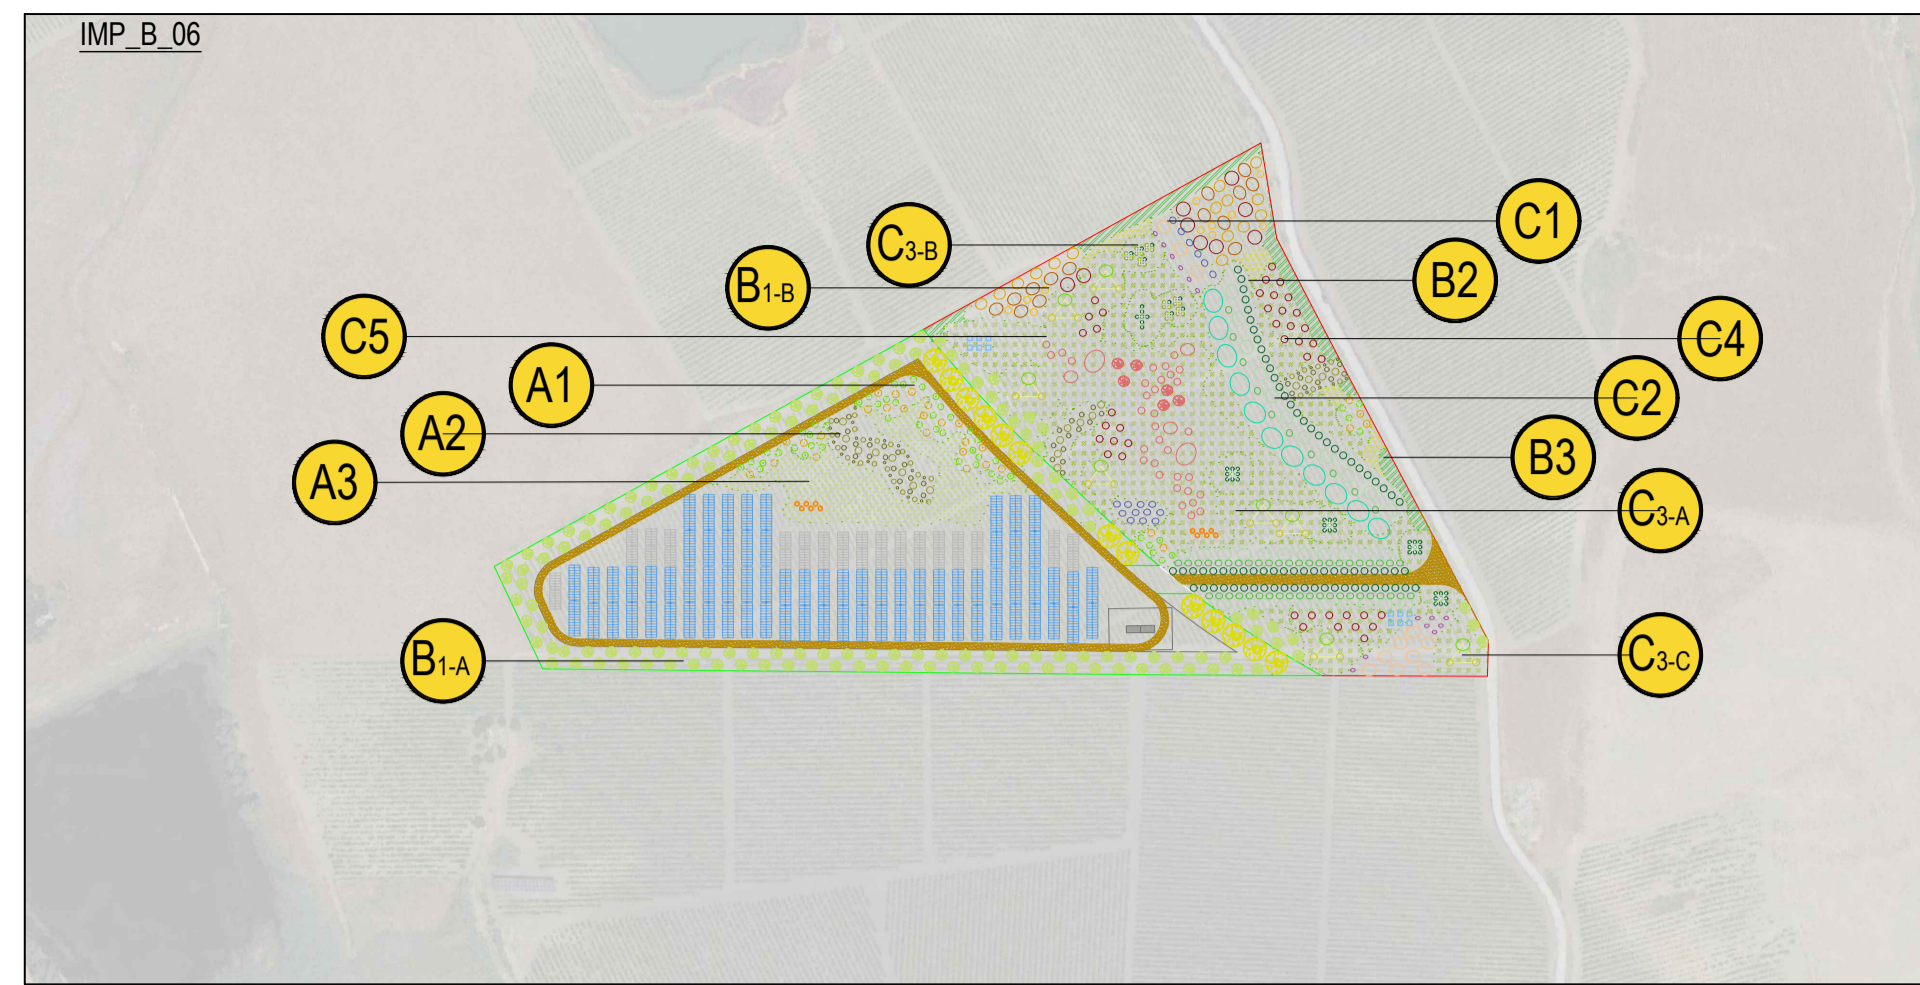 IMP_B_06
C1
C3-B
B2
B1-B
C5
C4
A1
C2
A2
B3
A3
C3-A
B1-A
C3-C